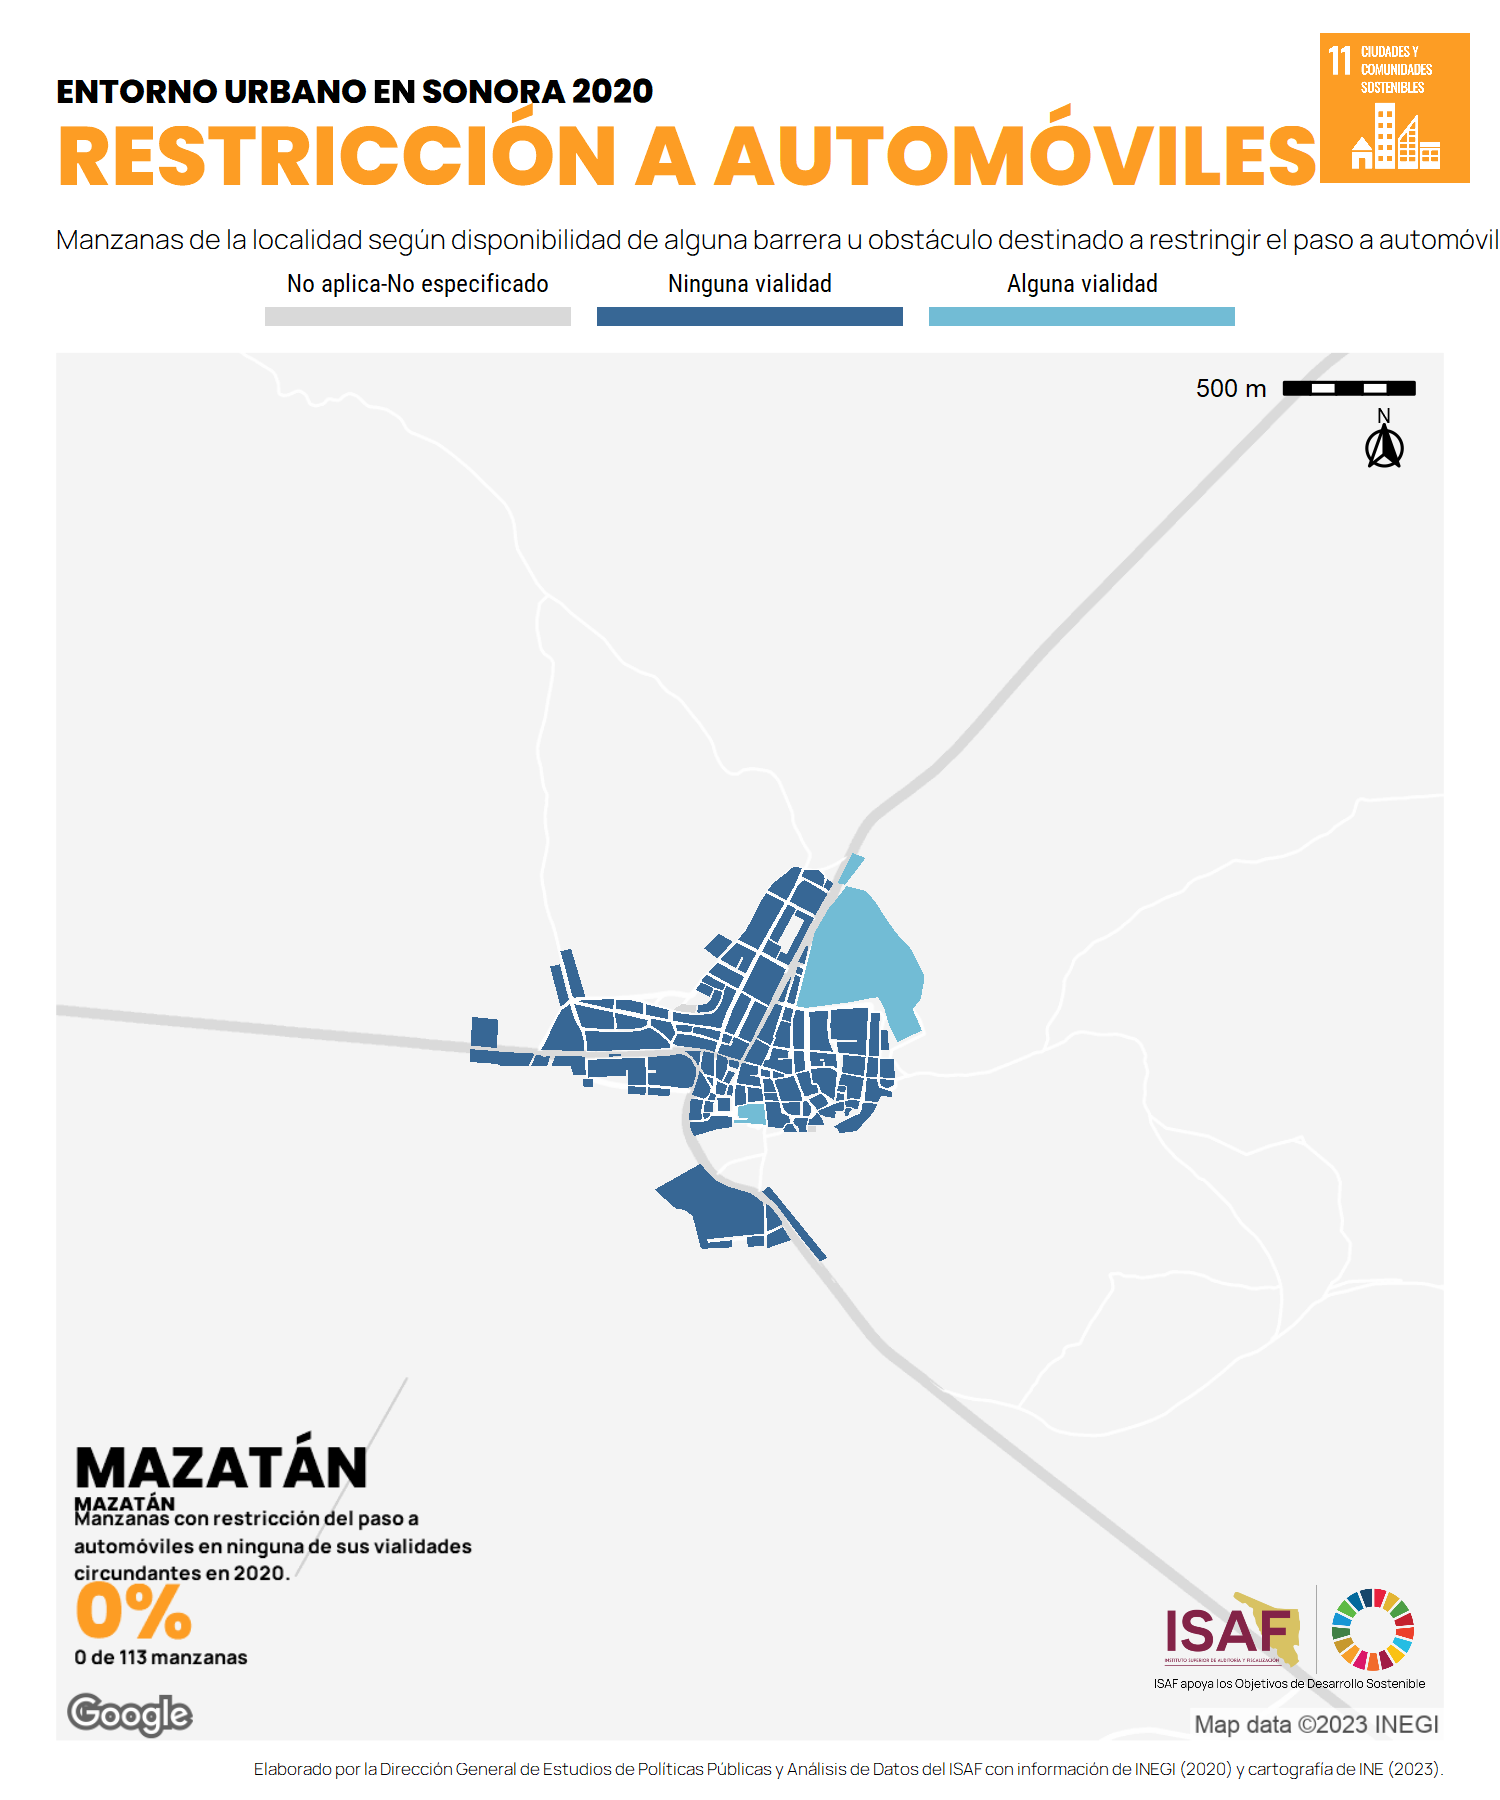 ENTORNO URBANO EN SONORA 2020
RESTRICCIÓN A AUTOMÓVILES
11 CIUDADES Y
COMUNIDADES
SOSTENIBLES
Manzanas de la localidad según disponibilidad de alguna barrera u obstáculo destinado a restringir el paso a automóvil
No aplica-No especificado
Ninguna vialidad
Alguna vialidad
500 m
N
MAZATÁN
MAZATÁN
Manzanas con restricción del paso a
automóviles en ninguna de sus vialidades
circundantes en 2020.
0%
0 de 113 manzanas
Google
ISAF
INSTITUTO SUPERIOR DE AUDITORÍA Y FISCALIZACIÓN
ISAF apoya los Objetivos de Desarrollo Sostenible
Map data ©2023 INEGI
Elaborado por la Dirección General de Estudios de Políticas Públicas y Análisis de Datos del ISAF con información de INEGI (2020) y cartografía de INE (2023).